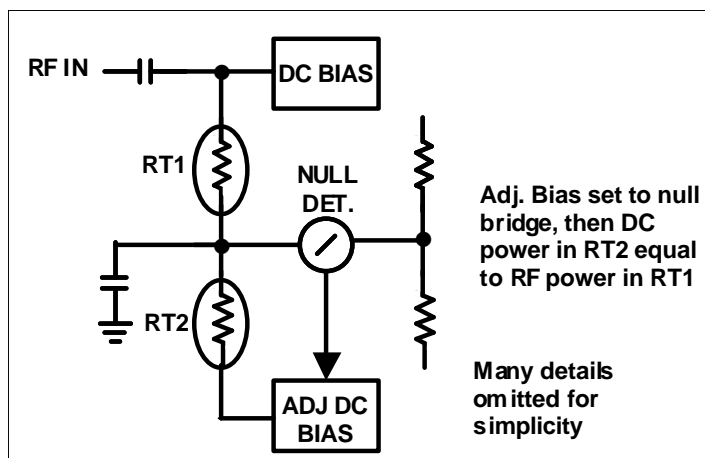 RF IN
DC BIAS
RT1
NULL
DET.
Adj. Bias set to null
bridge, then DC
power in RT2 equal
to RF power in RT1
RT2
ADJ DC
BIAS
Many details
omitted for
simplicity